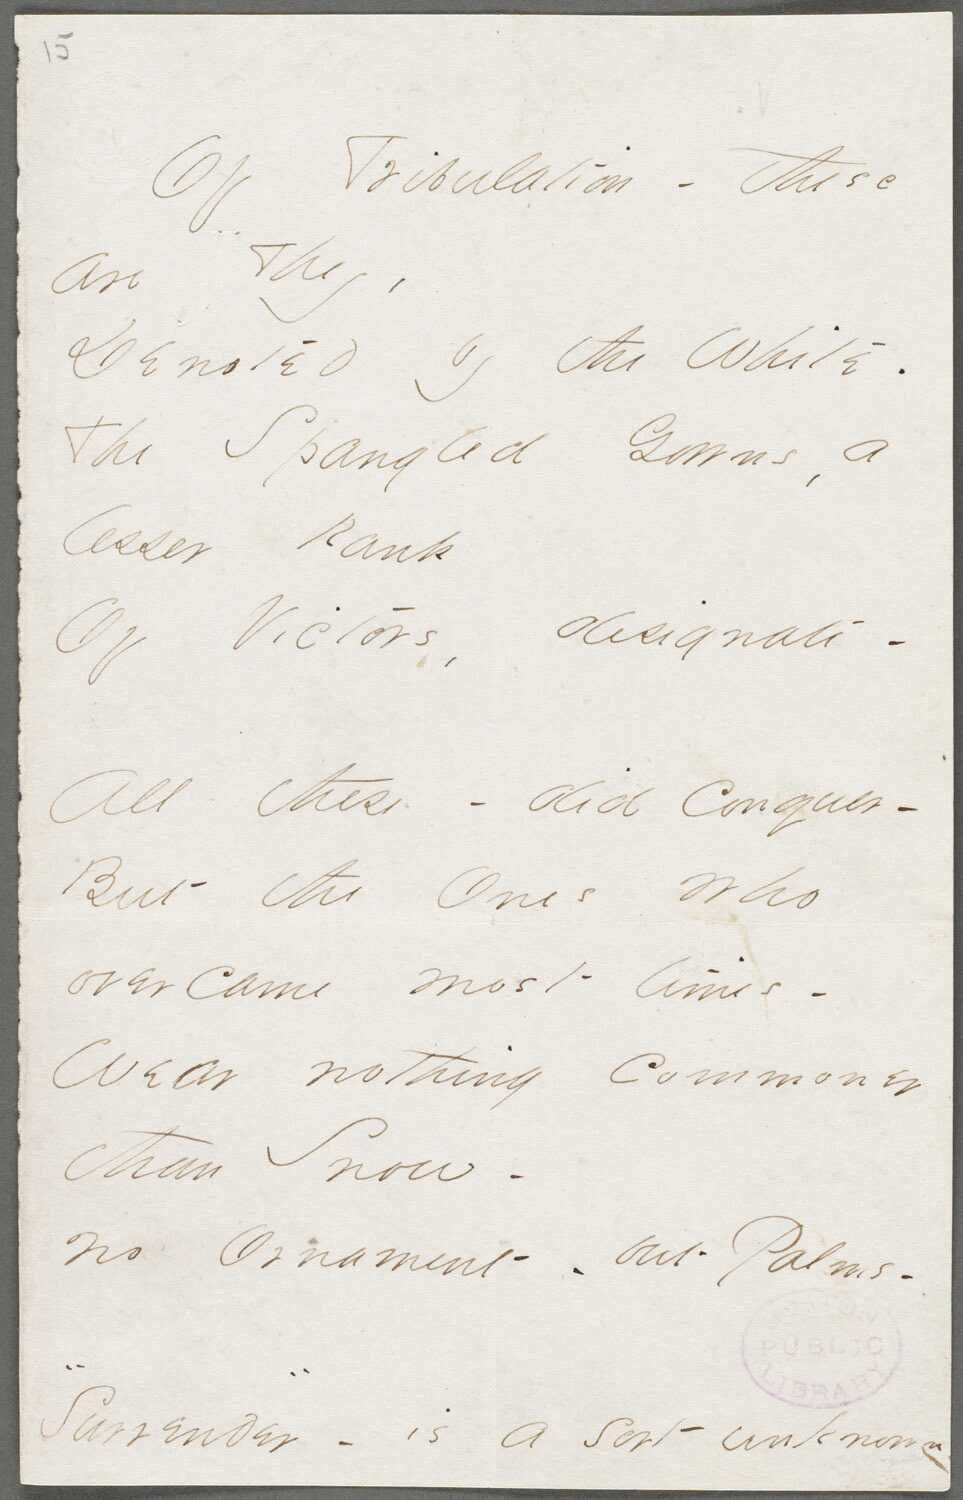 15
Of Tribulation - these
are They,
Denoted by the White.
The Spangled Gowns, a
lesser Rank
Of Victors, designate -
All these - did conquer -
But the Ones who
overcame most times -
Wear nothing commoner
than Snow -
No Ornament - but Palms -
"Surrender" - is a sort unknown
BOSTON
PUBLIC
LIBRARY